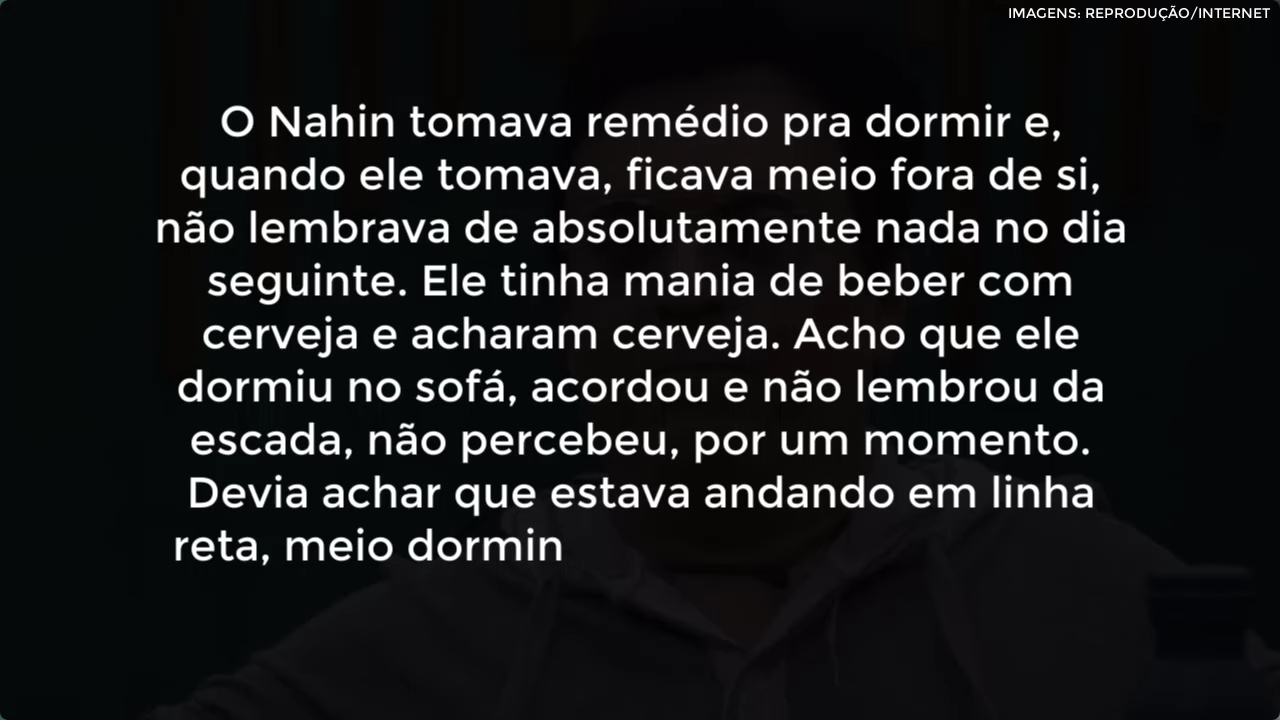 IMAGENS: REPRODUÇÃO/INTERNET
O Nahin tomava remédio pra dormir e,
quando ele tomava, ficava meio fora de si,
não lembrava de absolutamente nada no dia
seguinte. Ele tinha mania de beber com
cerveja e acharam cerveja. Acho que ele
dormiu no sofá, acordou e não lembrou da
escada, não percebeu, por um momento.
Devia achar que estava andando em linha
reta, meio dormin